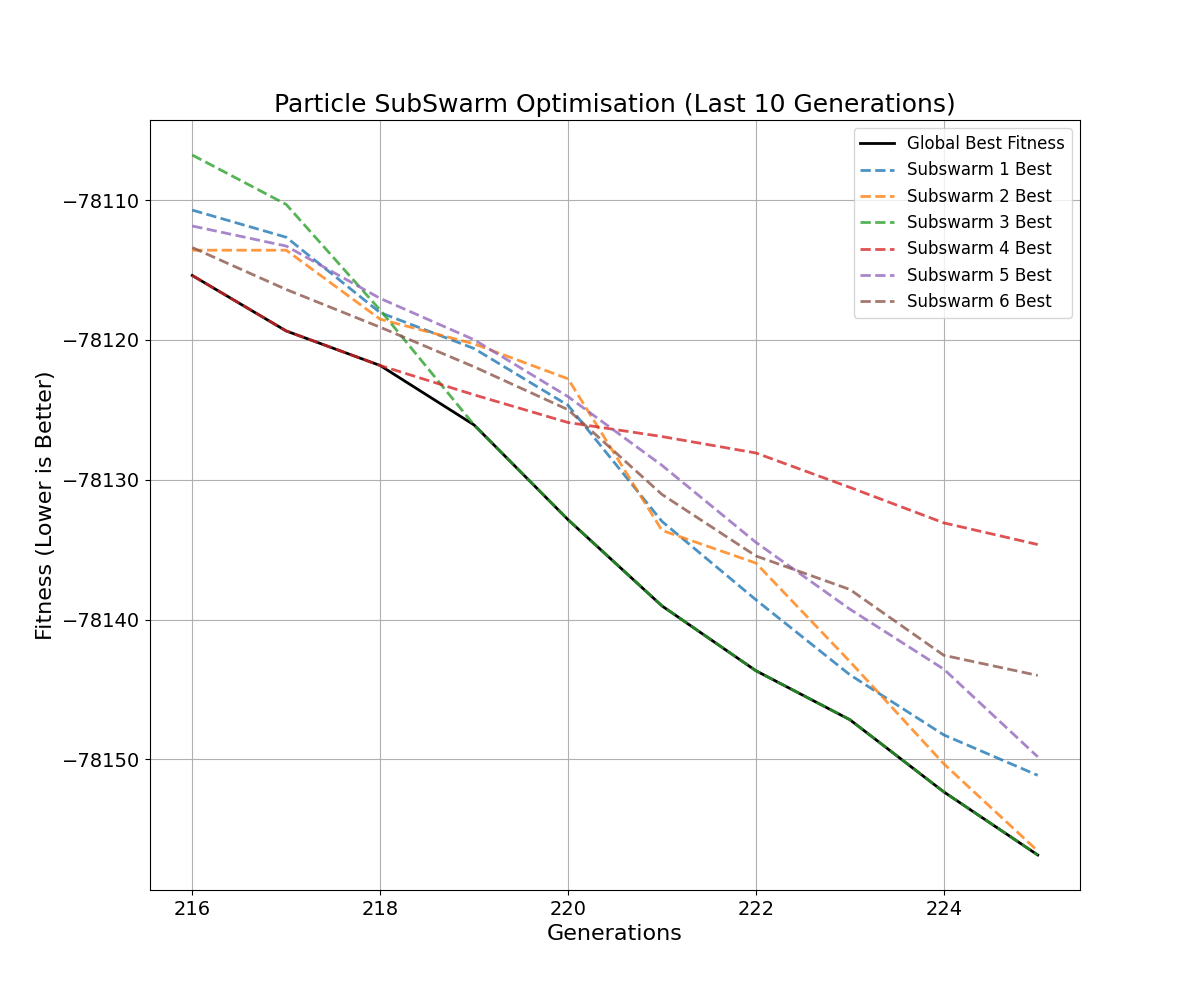 Particle SubSwarm Optimisation (Last 10 Generations)
Fitness (Lower is Better)
−78110
−78120
−78130
−78140
−78150
Global Best Fitness
Subswarm 1 Best
Subswarm 2 Best
Subswarm 3 Best
Subswarm 4 Best
Subswarm 5 Best
Subswarm 6 Best
216 218 220 222 224
Generations